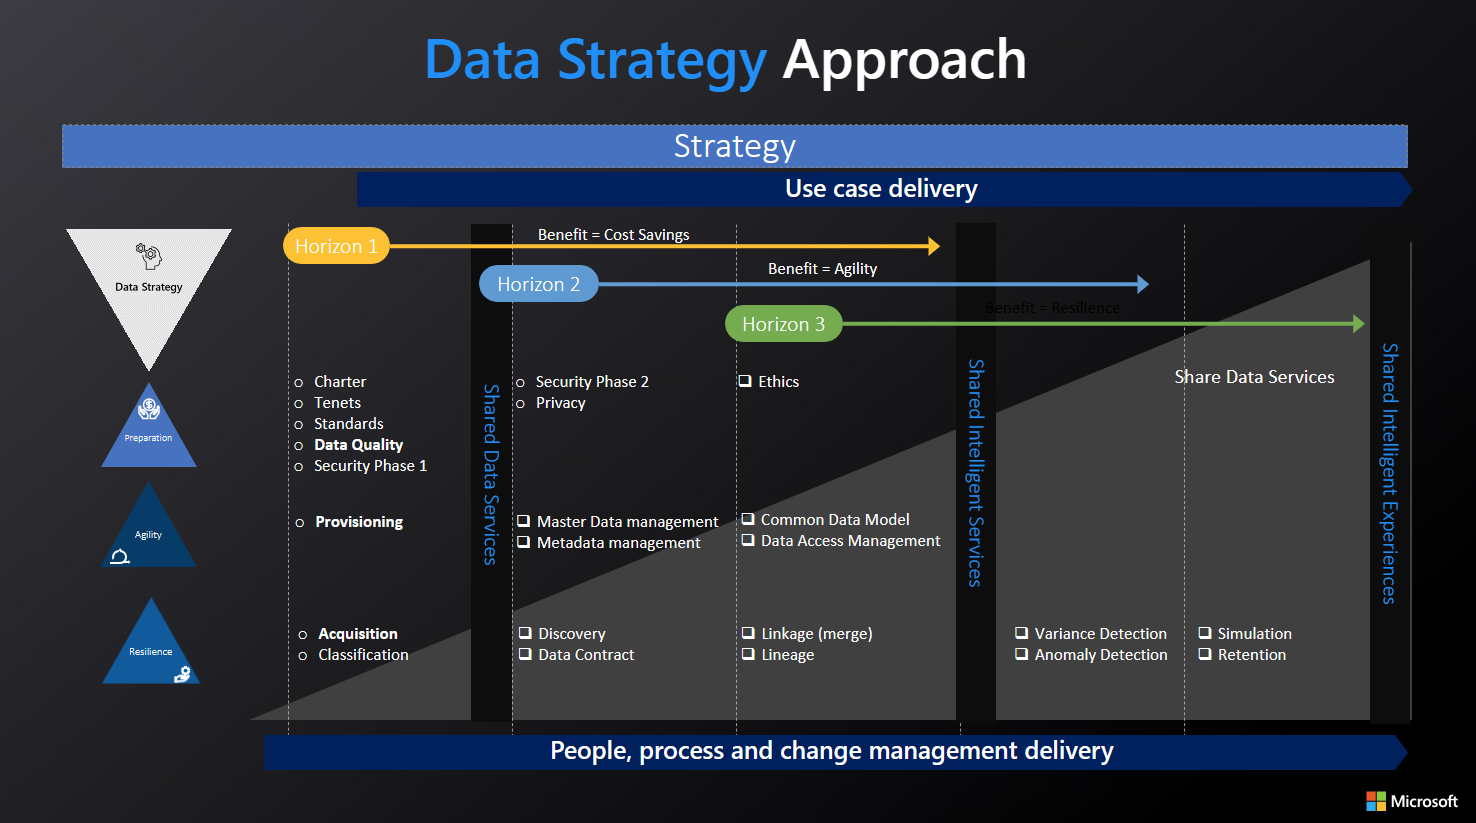 Data Strategy Approach
Strategy
Use case delivery
Data Strategy
Horizon 1
Benefit = Cost Savings
Horizon 2
Benefit = Agility
Horizon 3
Benefit = Resilience
Preparation
Charter
Tenets
Standards
Data Quality
Security Phase 1
Security Phase 2
Privacy
Ethics
Share Data Services
Agility
Provisioning
Master Data management
Metadata management
Common Data Model
Data Access Management
Resilience
Acquisition
Classification
Discovery
Data Contract
Linkage (merge)
Lineage
Variance Detection
Anomaly Detection
Simulation
Retention
Shared Data Services
Shared Intelligent Services
Shared Intelligent Experiences
People, process and change management delivery
Microsoft